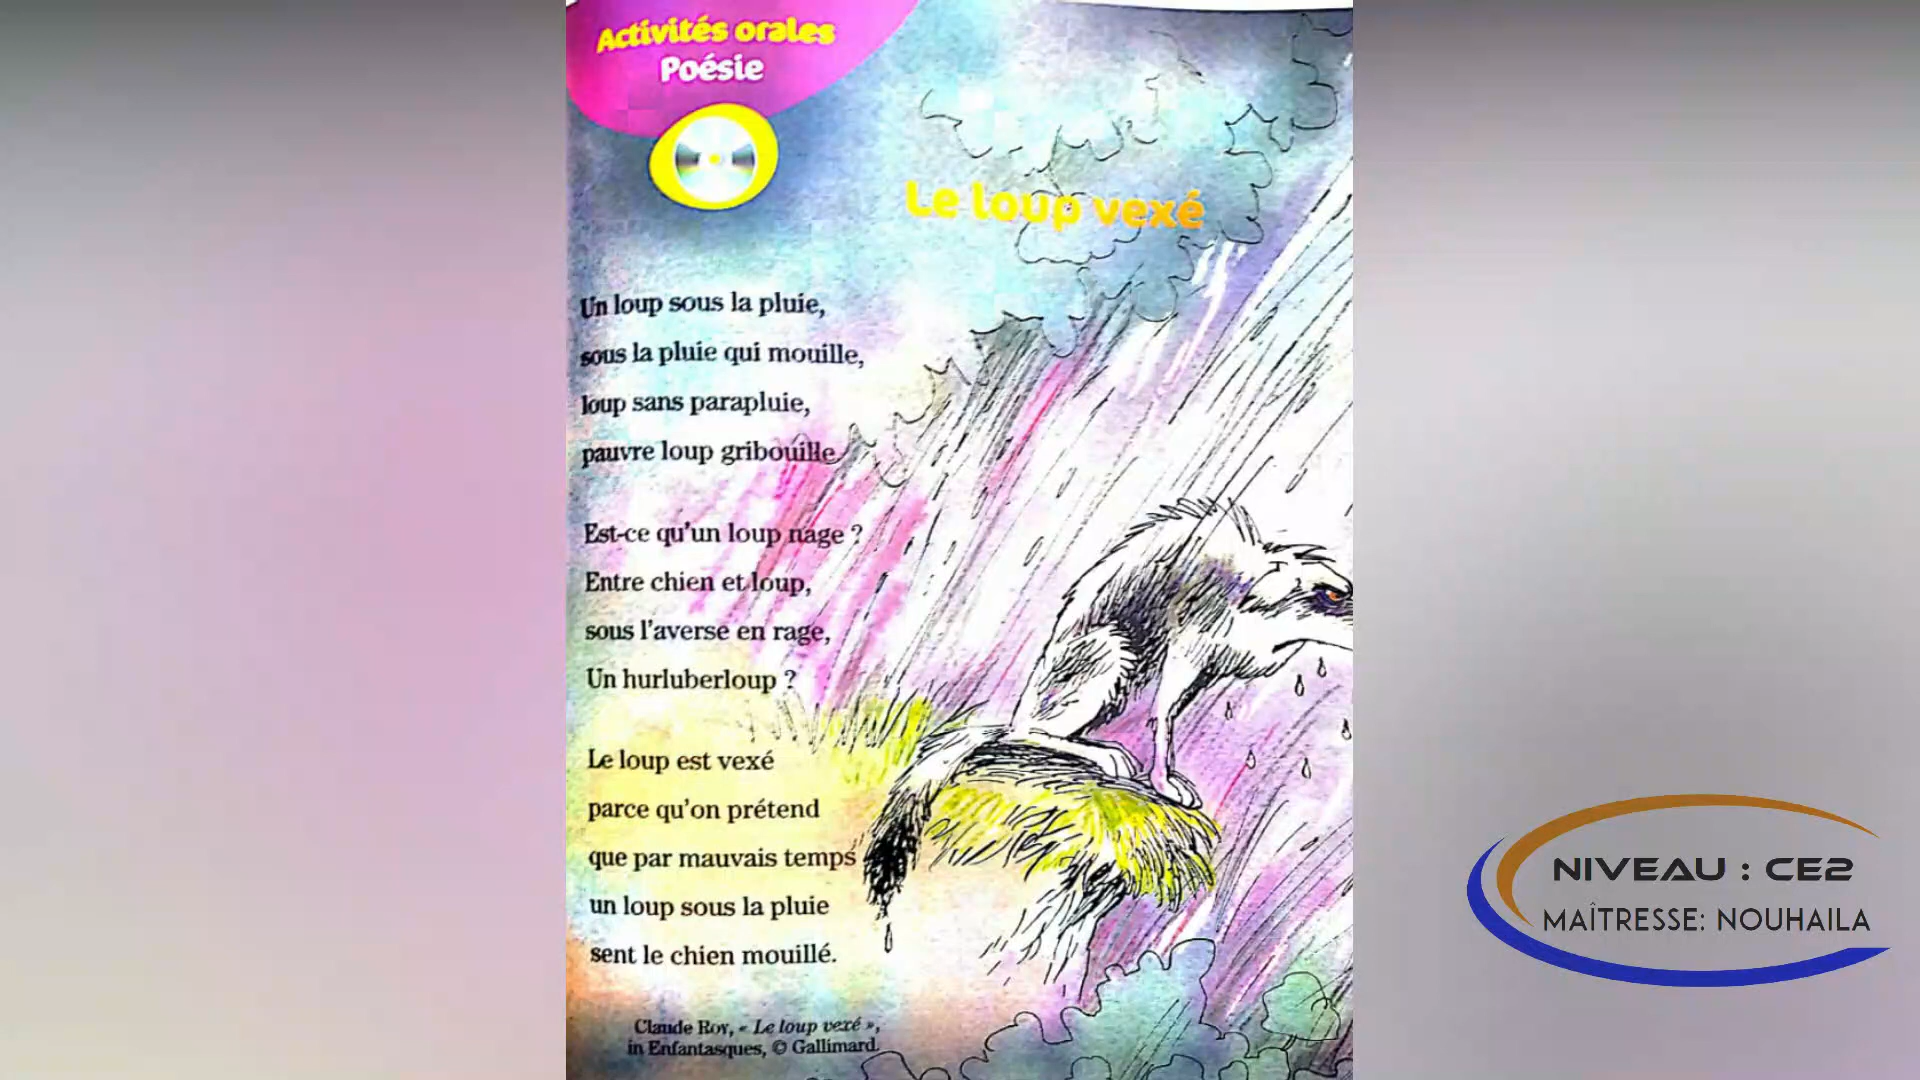 Activités orales
Poésie
Le loup vexé
Un loup sous la pluie,
sous la pluie qui mouille,
loup sans parapluie,
pauvre loup gribouille.
Est-ce qu'un loup nage ?
Entre chien et loup,
sous l'averse en rage,
Un hurluberloup ?
Le loup est vexé
parce qu'on prétend
que par mauvais temps
un loup sous la pluie
sent le chien mouillé.
Claude Roy, « Le loup vexé »,
in Enfantasques, © Gallimard.
NIVEAU : CE2
MAÎTRESSE: NOUHAILA